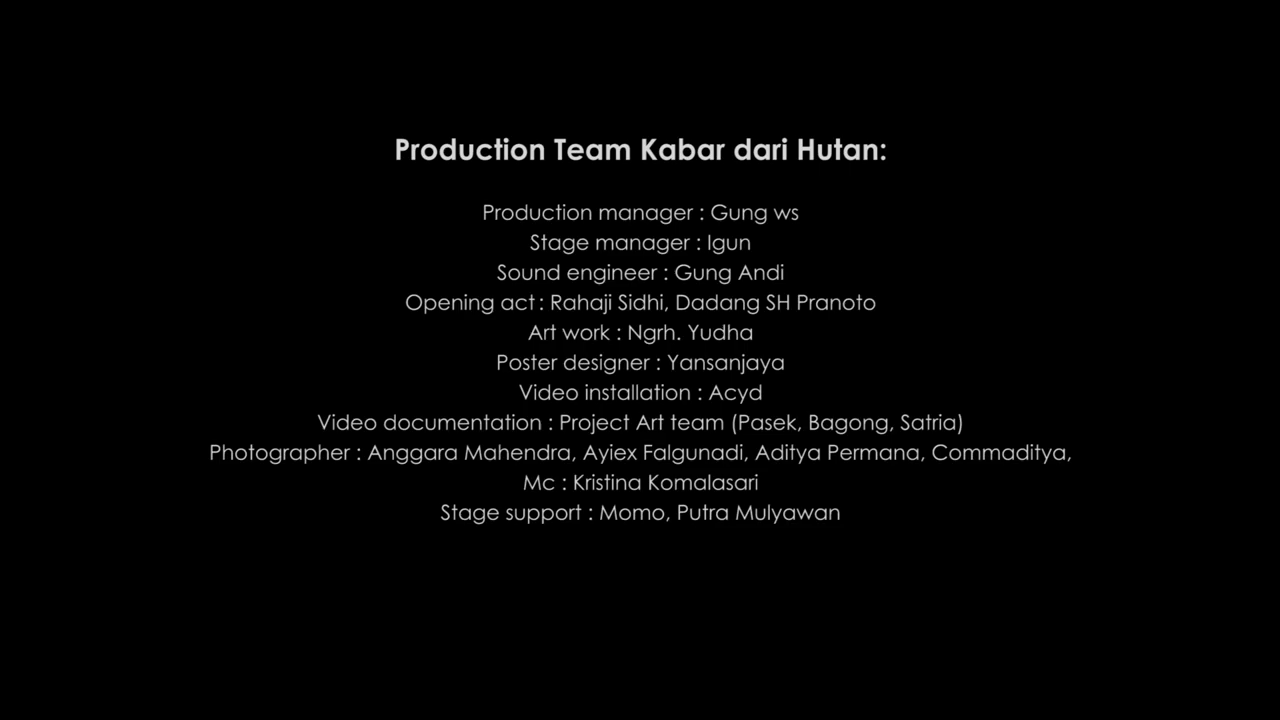 Production Team Kabar dari Hutan:
Production manager : Gung ws
Stage manager : Igun
Sound engineer : Gung Andi
Opening act : Rahaji Sidhi, Dadang SH Pranoto
Art work : Ngrh. Yudha
Poster designer : Yansanjaya
Video installation : Acyd
Video documentation : Project Art team (Pasek, Bagong, Satria)
Photographer : Anggara Mahendra, Ayiex Falgunadi, Aditya Permana, Commaditya,
Mc : Kristina Komalasari
Stage support : Momo, Putra Mulyawan